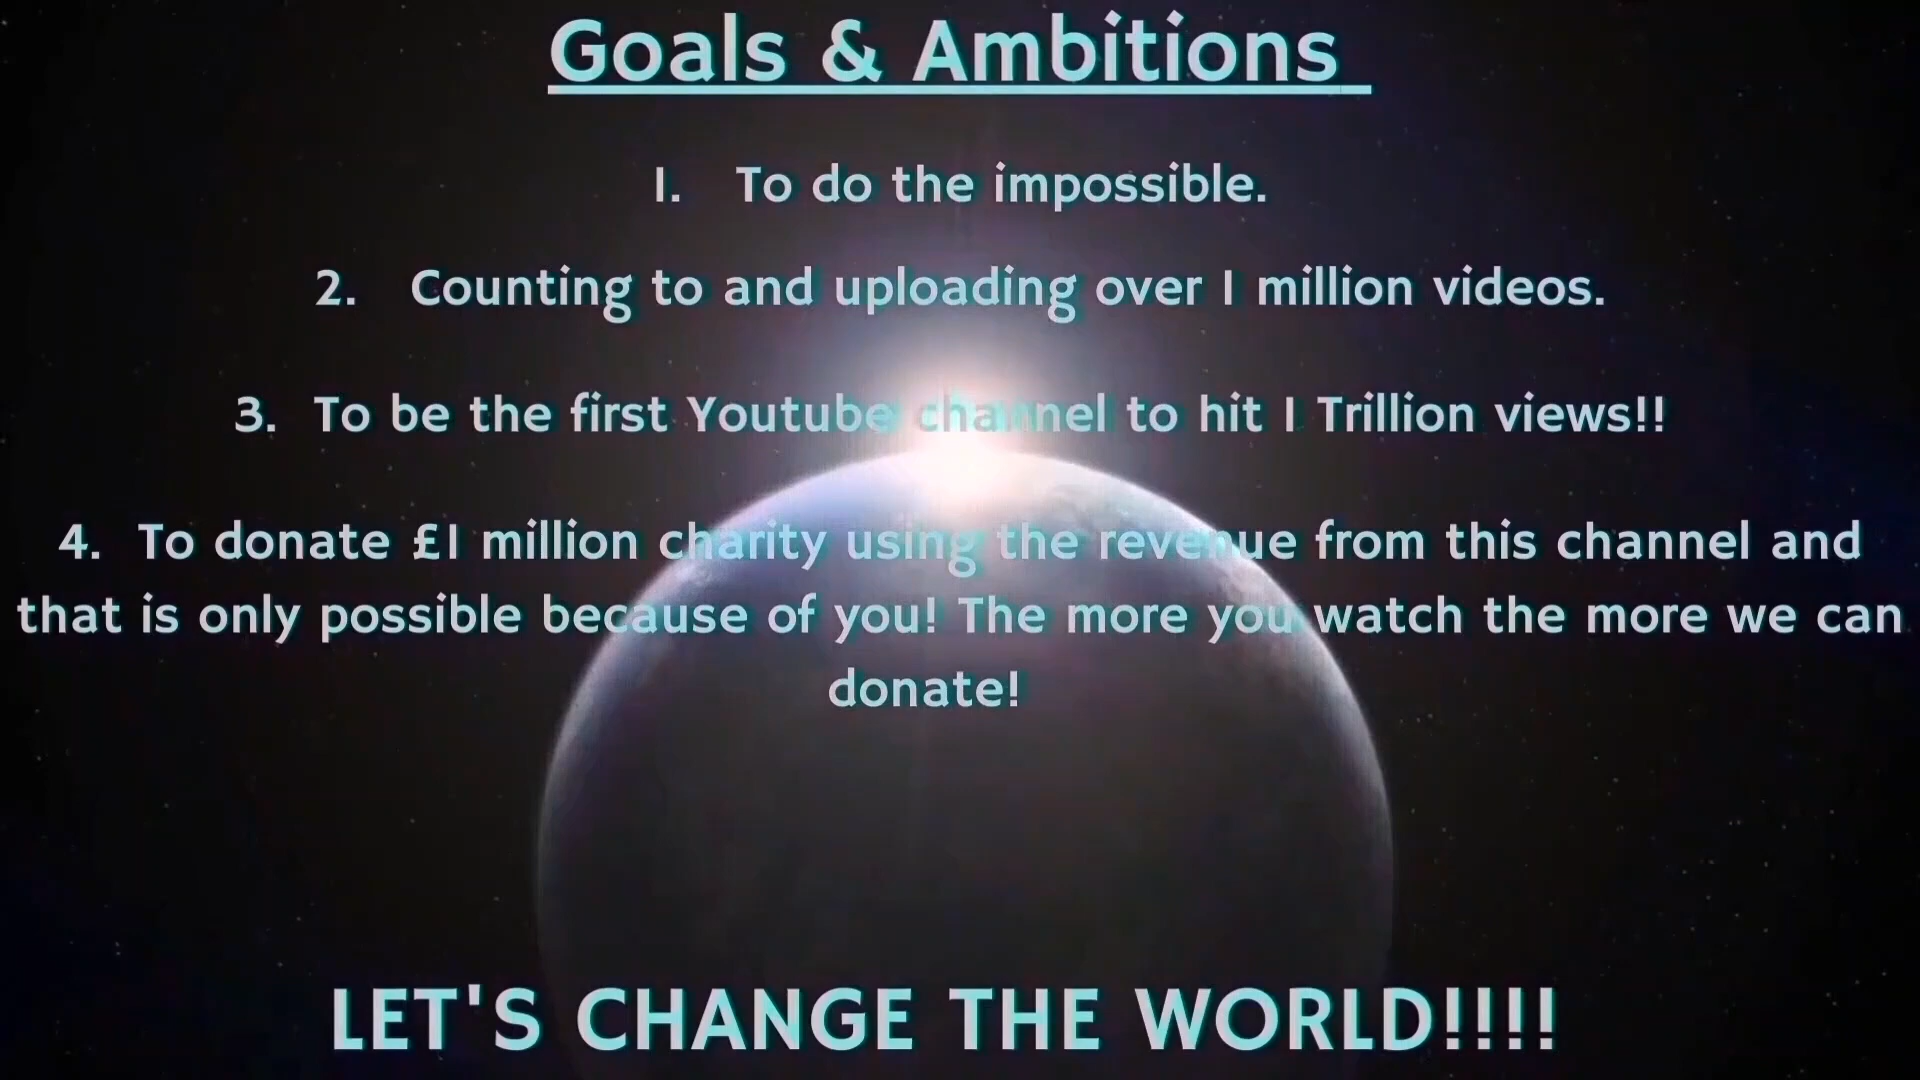 Goals & Ambitions
1. To do the impossible.
2. Counting to and uploading over 1 million videos.
3. To be the first Youtube channel to hit 1 Trillion views!!
4. To donate £1 million charity using the revenue from this channel and
that is only possible because of you! The more you watch the more we can
donate!
LET'S CHANGE THE WORLD!!!!